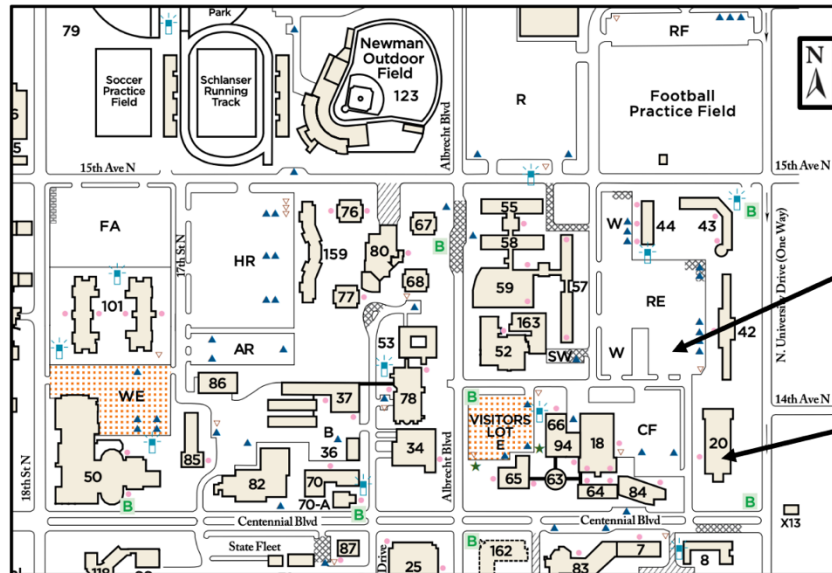 79
Park
Soccer
Practice
Field
Schlanser
Running
Track
Newman
Outdoor
Field
123
Albrecht Blvd
R
RF
Football
Practice Field
N
15th Ave N
15th Ave N
FA
17th St N
HR
159
76
80
67
77
68
55
58
59
57
163
52
SW
W
44
43
RE
W
42
N. University Drive (One Way)
B
B
101
AR
53
WE
86
37
78
14th Ave N
B
VISITORS
LOT
E
66
94
18
CF
20
B
36
34
50
85
82
70
70-A
65
63
64
84
18th St N
Albrecht Blvd
B
B
B
Centennial Blvd
Centennial Blvd
X13
State Fleet
87
Drive
25
B
162
83
7
8